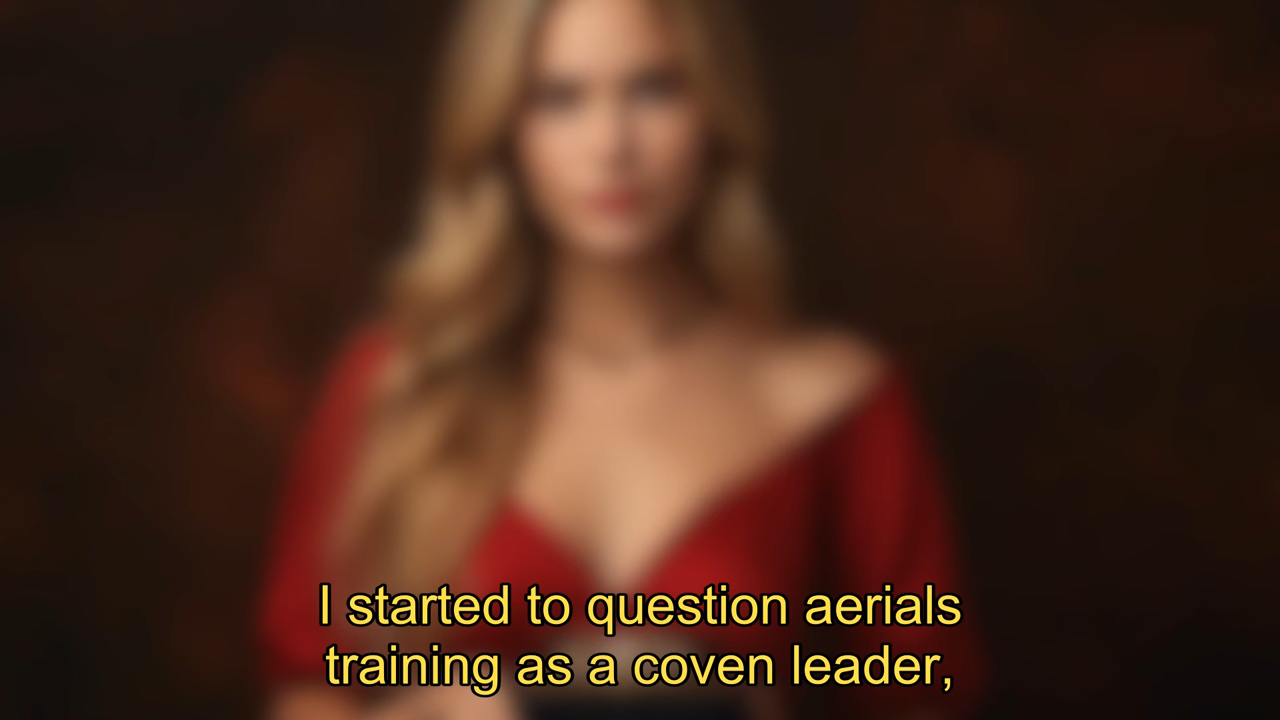 I started to question aerials
training as a coven leader,